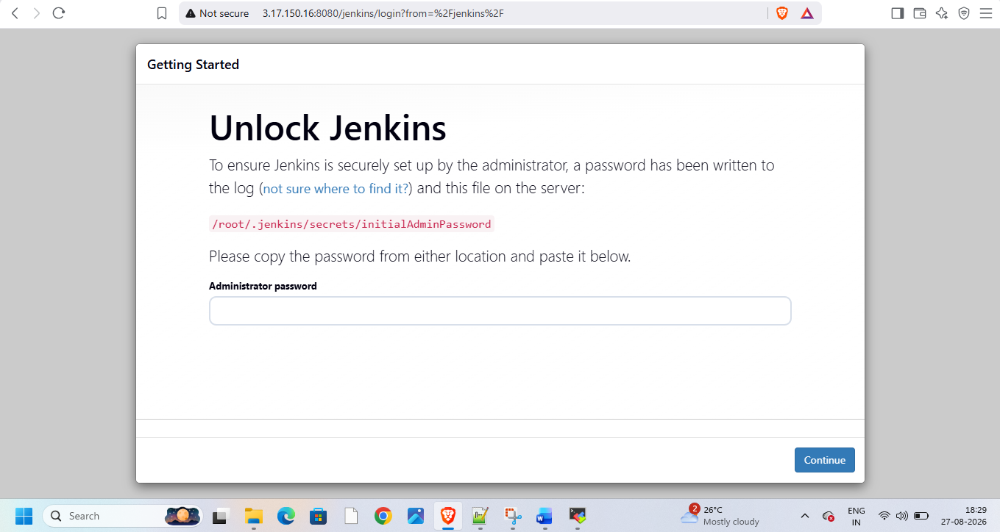 Not secure 3.17.150.16:8080/jenkins/login?from=%2Fjenkins%2F
Getting Started
Unlock Jenkins
To ensure Jenkins is securely set up by the administrator, a password has been written to
the log (not sure where to find it?) and this file on the server:
/root/.jenkins/secrets/initialAdminPassword
Please copy the password from either location and paste it below.
Administrator password
Continue
Search
2
26°C
Mostly cloudy
ENG
IN
18:29
27-08-2026